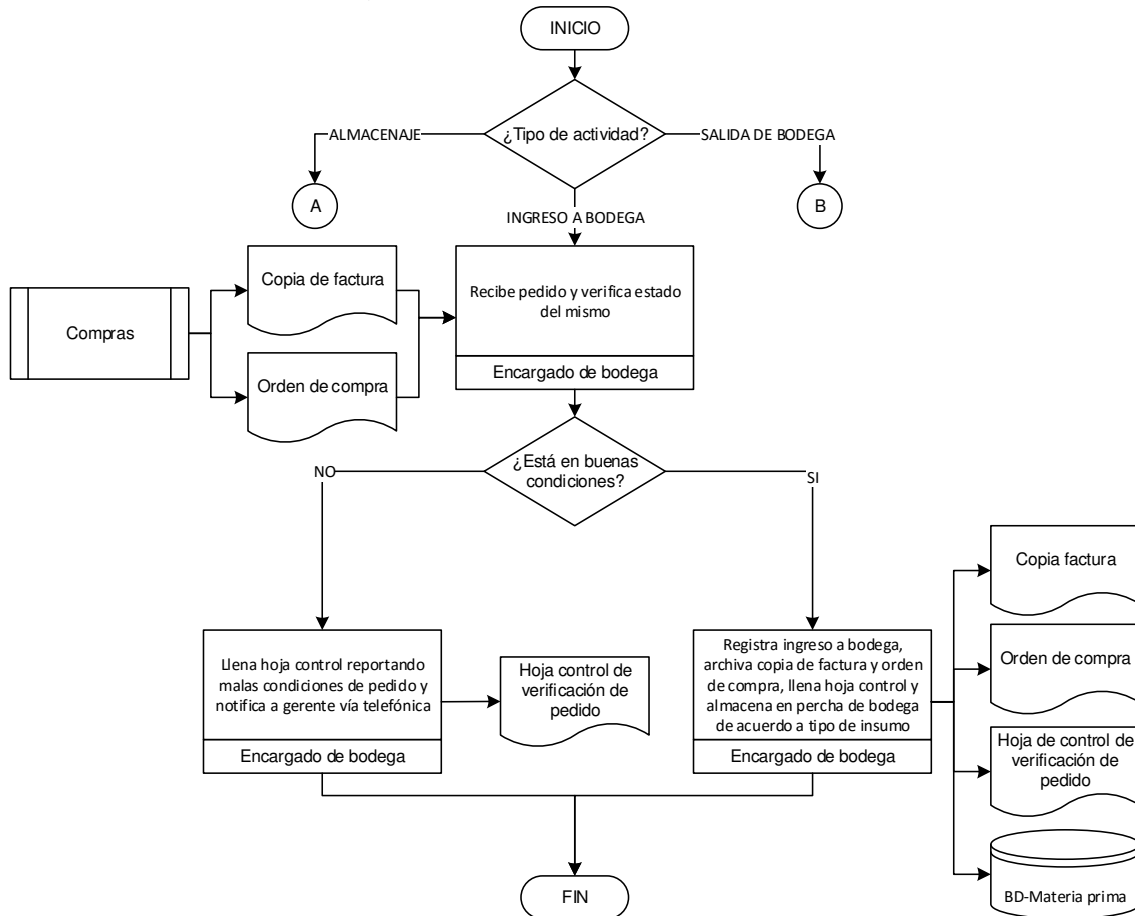 INICIO
¿Tipo de actividad?
ALMACENAJE
SALIDA DE BODEGA
A
B
INGRESO A BODEGA
Compras
Copia de factura
Orden de compra
Recibe pedido y verifica estado
del mismo
Encargado de bodega
¿Está en buenas
condiciones?
NO
SI
Llena hoja control reportando
malas condiciones de pedido y
notifica a gerente vía telefónica
Encargado de bodega
Hoja control de
verificación de
pedido
Registra ingreso a bodega,
archiva copia de factura y orden
de compra, llena hoja control y
almacena en percha de bodega
de acuerdo a tipo de insumo
Encargado de bodega
Copia factura
Orden de compra
Hoja de control de
verificación de
pedido
BD-Materia prima
FIN